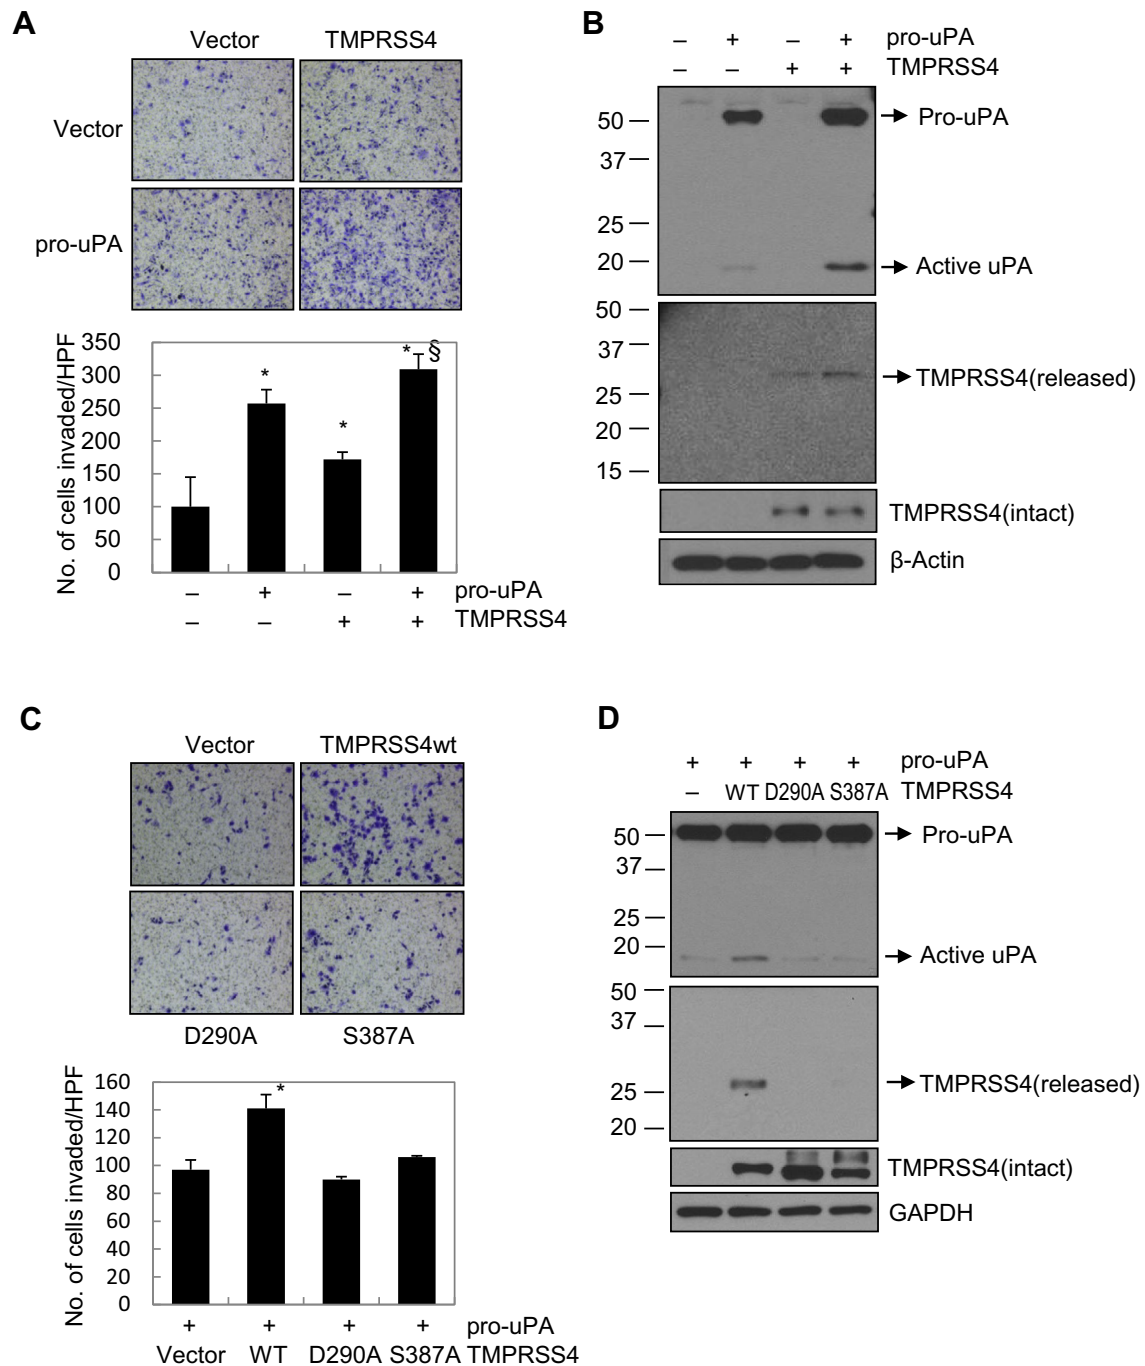 A
Vector TMPRSS4
Vector
pro-uPA
No. of cells invaded/HPF
350
300
250
200
150
100
50
0
* * * §
– + – + pro-uPA
– – + + TMPRSS4
B
– + – + pro-uPA
– – + + TMPRSS4
50 Pro-uPA
37
25
20 Active uPA
50
37
TMPRSS4(released)
25
20
15
TMPRSS4(intact)
β-Actin
C
Vector TMPRSS4wt
D290A S387A
No. of cells invaded/HPF
160
140
120
100
80
60
40
20
0
*
+ + + + pro-uPA
Vector WT D290A S387A TMPRSS4
D
+ + + + pro-uPA
– WT D290A S387A TMPRSS4
50 Pro-uPA
37
25
20 Active uPA
50
37
25 TMPRSS4(released)
20
TMPRSS4(intact)
GAPDH